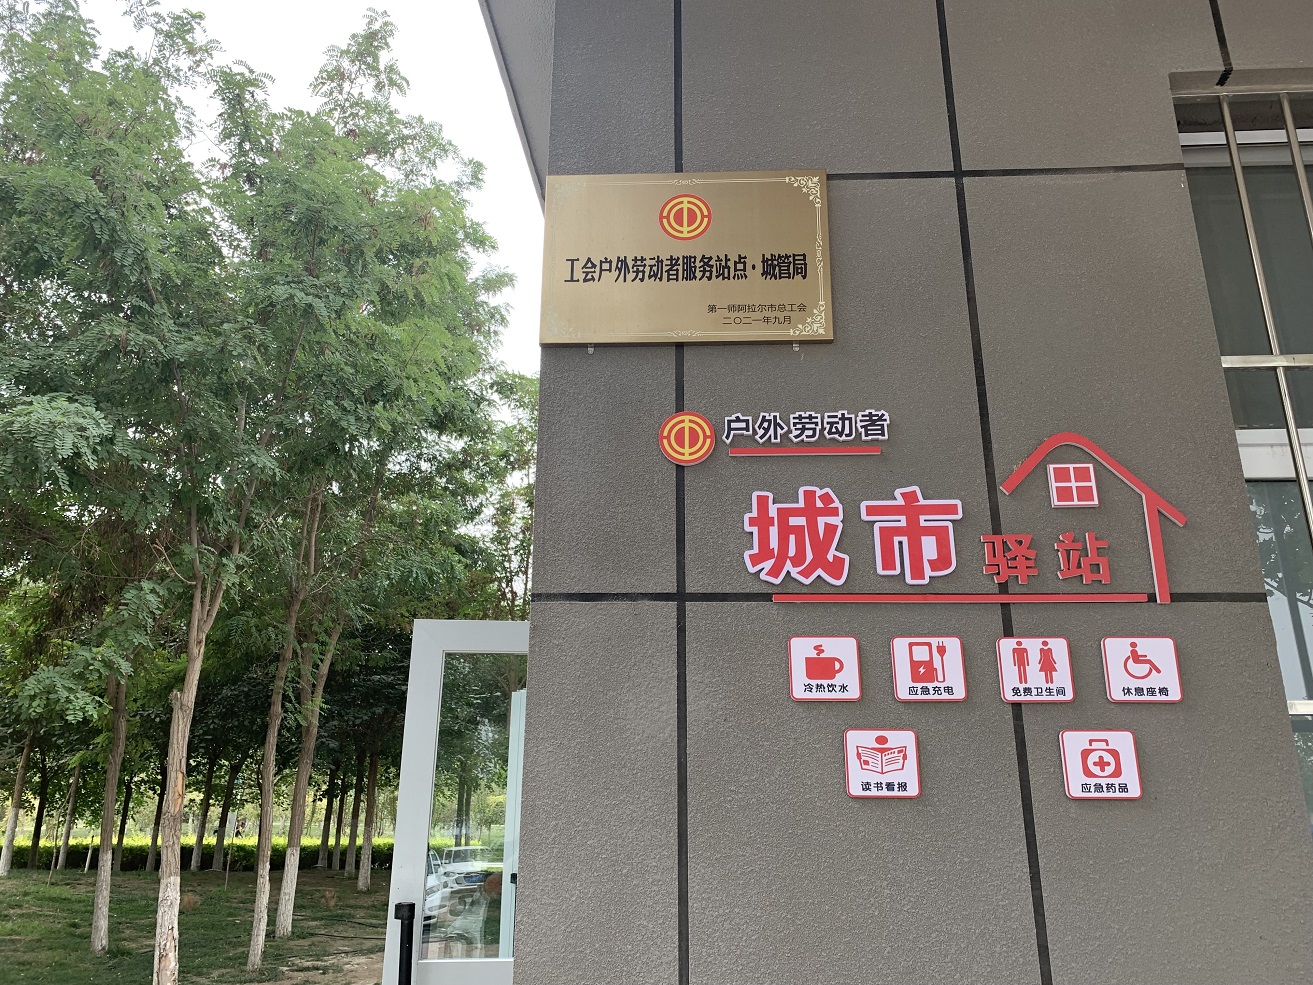 工会户外劳动者服务站点·城管局
第一师阿拉尔市总工会
二〇二一年九月
户外劳动者
城市驿站
冷热饮水
应急充电
免费卫生间
休息座椅
读书看报
应急药品